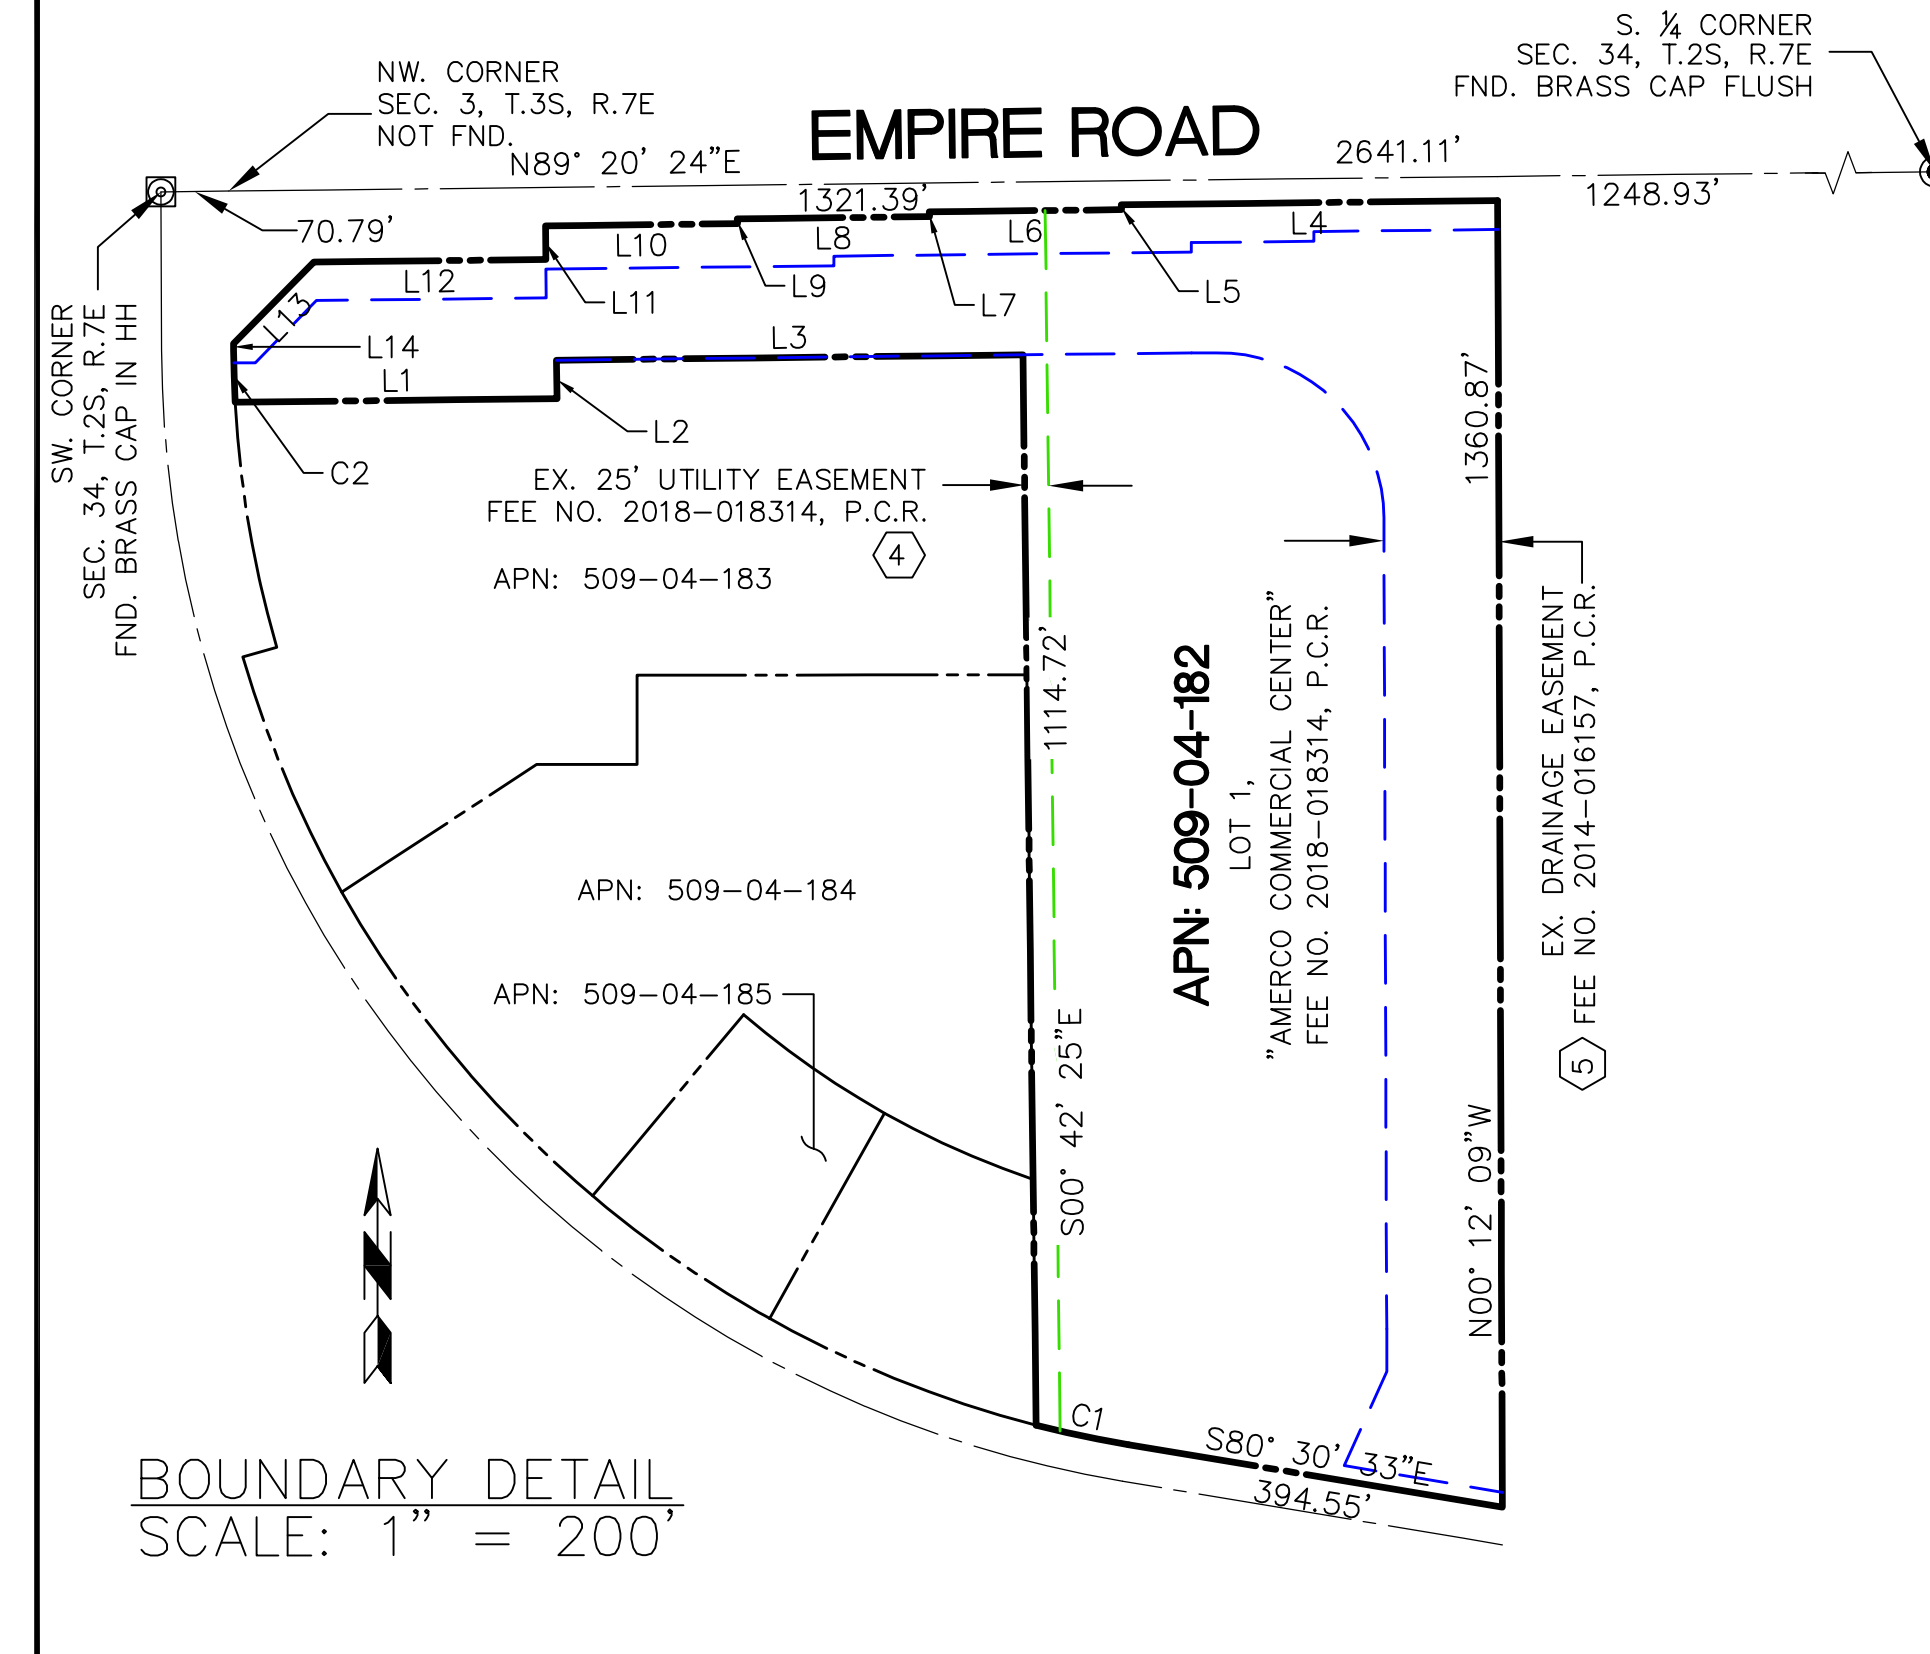 S. ¼ CORNER
SEC. 34, T.2S, R.7E
FND. BRASS CAP FLUSH
NW. CORNER
SEC. 3, T.3S, R.7E
NOT FND.
EMPIRE ROAD
N89° 20' 24"E
2641.11'
1321.39'
1248.93'
70.79'
L10
L8
L6
L4
L12
L11
L9
L7
L5
L13
L14
L3
L1
L2
C2
SW. CORNER
SEC. 34, T.2S, R.7E
FND. BRASS CAP IN HH
1360.87'
EX. 25' UTILITY EASEMENT
FEE NO. 2018-018314, P.C.R.
4
APN: 509-04-183
1114.72'
APN: 509-04-182
LOT 1,
"AMERCO COMMERCIAL CENTER"
FEE NO. 2018-018314, P.C.R.
EX. DRAINAGE EASEMENT
FEE NO. 2014-016157, P.C.R.
5
APN: 509-04-184
APN: 509-04-185
S00° 42' 25"E
N00° 12' 09"W
N
C1
S80° 30' 33"E
394.55'
BOUNDARY DETAIL
SCALE: 1" = 200'